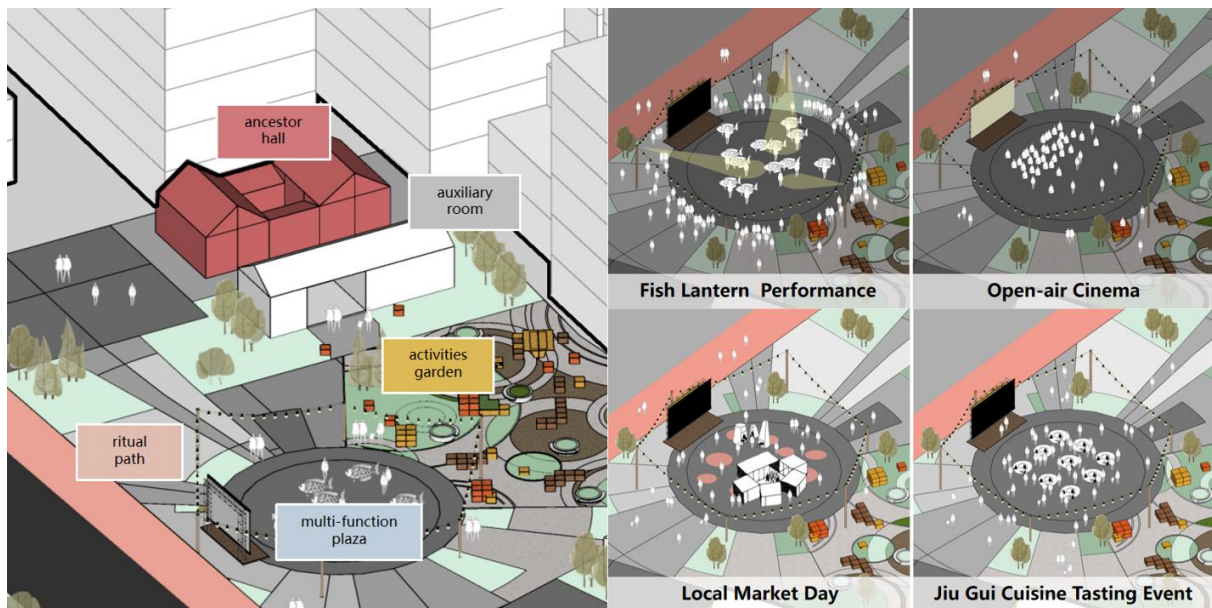 ancestor
hall
auxiliary
room
activities
garden
ritual
path
multi-function
plaza
Fish Lantern Performance
Open-air Cinema
Local Market Day
Jiu Gui Cuisine Tasting Event